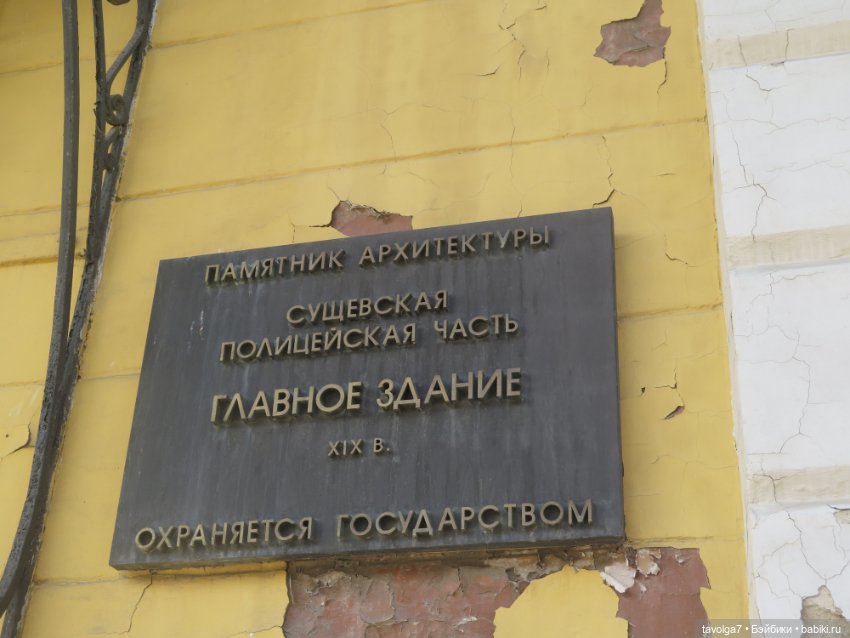 ПАМЯТНИК АРХИТЕКТУРЫ
СУЩЕВСКАЯ
ПОЛИЦЕЙСКАЯ ЧАСТЬ
ГЛАВНОЕ ЗДАНИЕ
XIX В.
ОХРАНЯЕТСЯ ГОСУДАРСТВОМ
tavolga7 • Бэйбики • babiki.ru